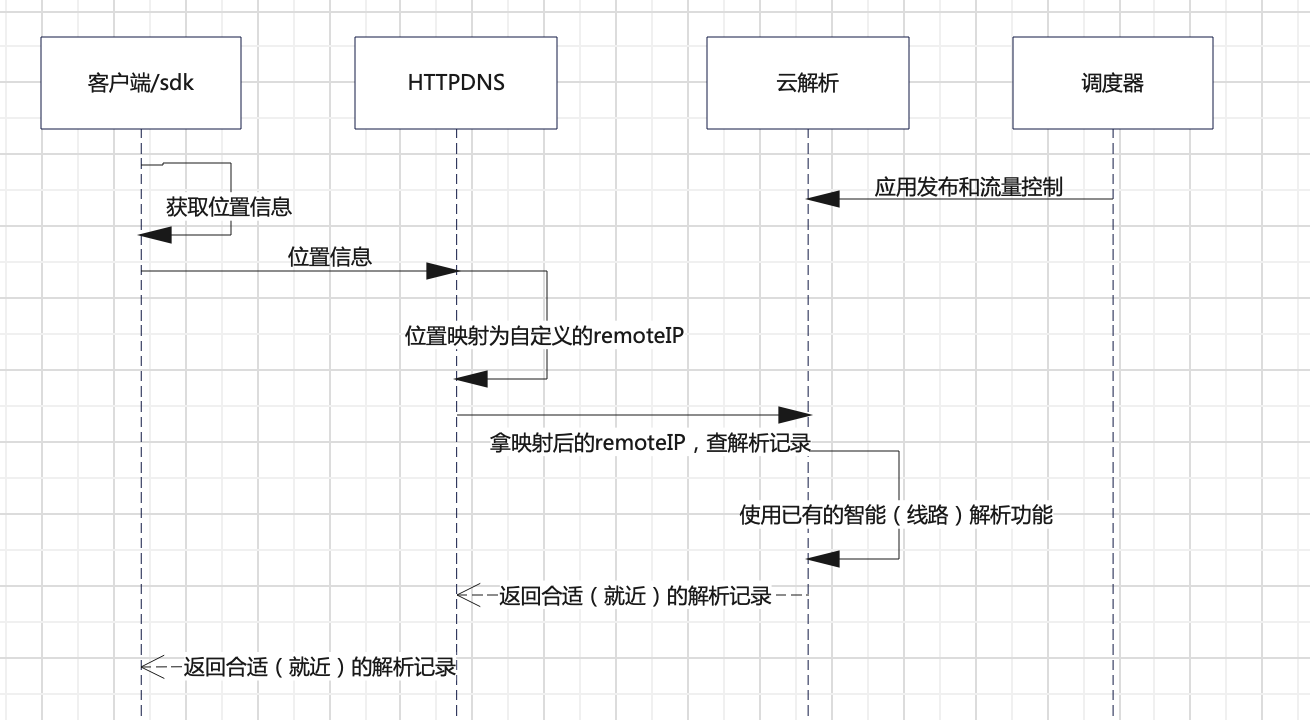 客户端/sdk
HTTPDNS
云解析
调度器
应用发布和流量控制
获取位置信息
位置信息
位置映射为自定义的remoteIP
拿映射后的remoteIP，查解析记录
使用已有的智能（线路）解析功能
返回合适（就近）的解析记录
返回合适（就近）的解析记录